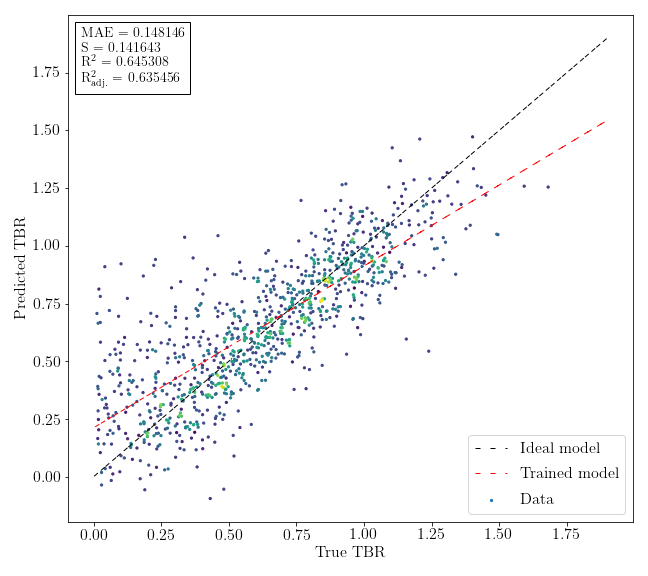 MAE = 0.148146
S = 0.141643
R² = 0.645308
R²adj. = 0.635456
1.75
1.50
1.25
1.00
0.75
0.50
0.25
0.00
Predicted TBR
Ideal model
Trained model
Data
0.00 0.25 0.50 0.75 1.00 1.25 1.50 1.75
True TBR